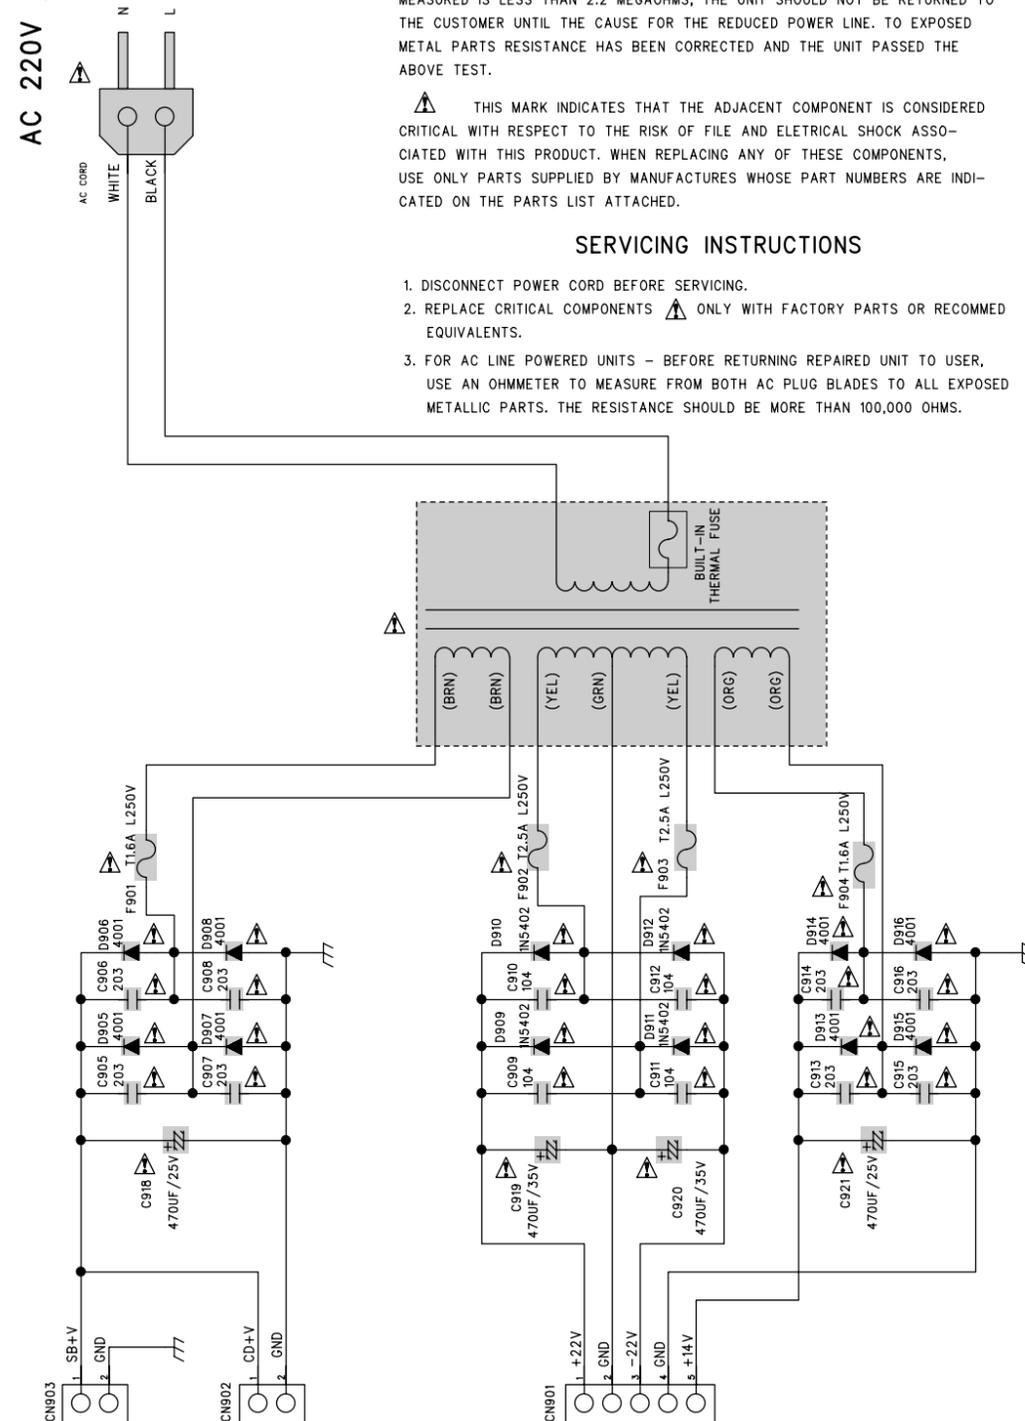 AC 220V
N
L
MEASURED IS LESS THAN 2.2 MEGAOHMS, THE UNIT SHOULD NOT BE RETURNED TO
THE CUSTOMER UNTIL THE CAUSE FOR THE REDUCED POWER LINE. TO EXPOSED
METAL PARTS RESISTANCE HAS BEEN CORRECTED AND THE UNIT PASSED THE
ABOVE TEST.
THIS MARK INDICATES THAT THE ADJACENT COMPONENT IS CONSIDERED
CRITICAL WITH RESPECT TO THE RISK OF FILE AND ELETRICAL SHOCK ASSO-
CIATED WITH THIS PRODUCT. WHEN REPLACING ANY OF THESE COMPONENTS,
USE ONLY PARTS SUPPLIED BY MANUFACTURES WHOSE PART NUMBERS ARE INDI-
CATED ON THE PARTS LIST ATTACHED.
AC CORD
WHITE
BLACK
SERVICING INSTRUCTIONS
1. DISCONNECT POWER CORD BEFORE SERVICING.
2. REPLACE CRITICAL COMPONENTS ONLY WITH FACTORY PARTS OR RECOMMED
EQUIVALENTS.
3. FOR AC LINE POWERED UNITS - BEFORE RETURNING REPAIRED UNIT TO USER,
USE AN OHMMETER TO MEASURE FROM BOTH AC PLUG BLADES TO ALL EXPOSED
METALLIC PARTS. THE RESISTANCE SHOULD BE MORE THAN 100,000 OHMS.
BUILT-IN
THERMAL FUSE
(BRN)
(BRN)
(YEL)
(GRN)
(YEL)
(ORG)
(ORG)
F901 T1.6A L250V
F902 T2.5A L250V
F903 T2.5A L250V
F904 T1.6A L250V
D906
4001
D908
4001
D910
1N5402
D912
1N5402
D914
4001
D916
4001
C906
203
C908
203
C910
104
C912
104
C914
203
C916
203
D905
4001
D907
4001
D909
1N5402
D911
1N5402
D913
4001
D915
4001
C905
203
C907
203
C909
104
C911
104
C913
203
C915
203
+
C918
470UF/25V
+
C919
470UF/35V
+
C920
470UF/35V
+
C921
470UF/25V
SB+V
GND
CD+V
GND
+22V
GND
-22V
GND
+14V
1
2
1
2
1
2
3
4
5
CN903
CN902
CN901